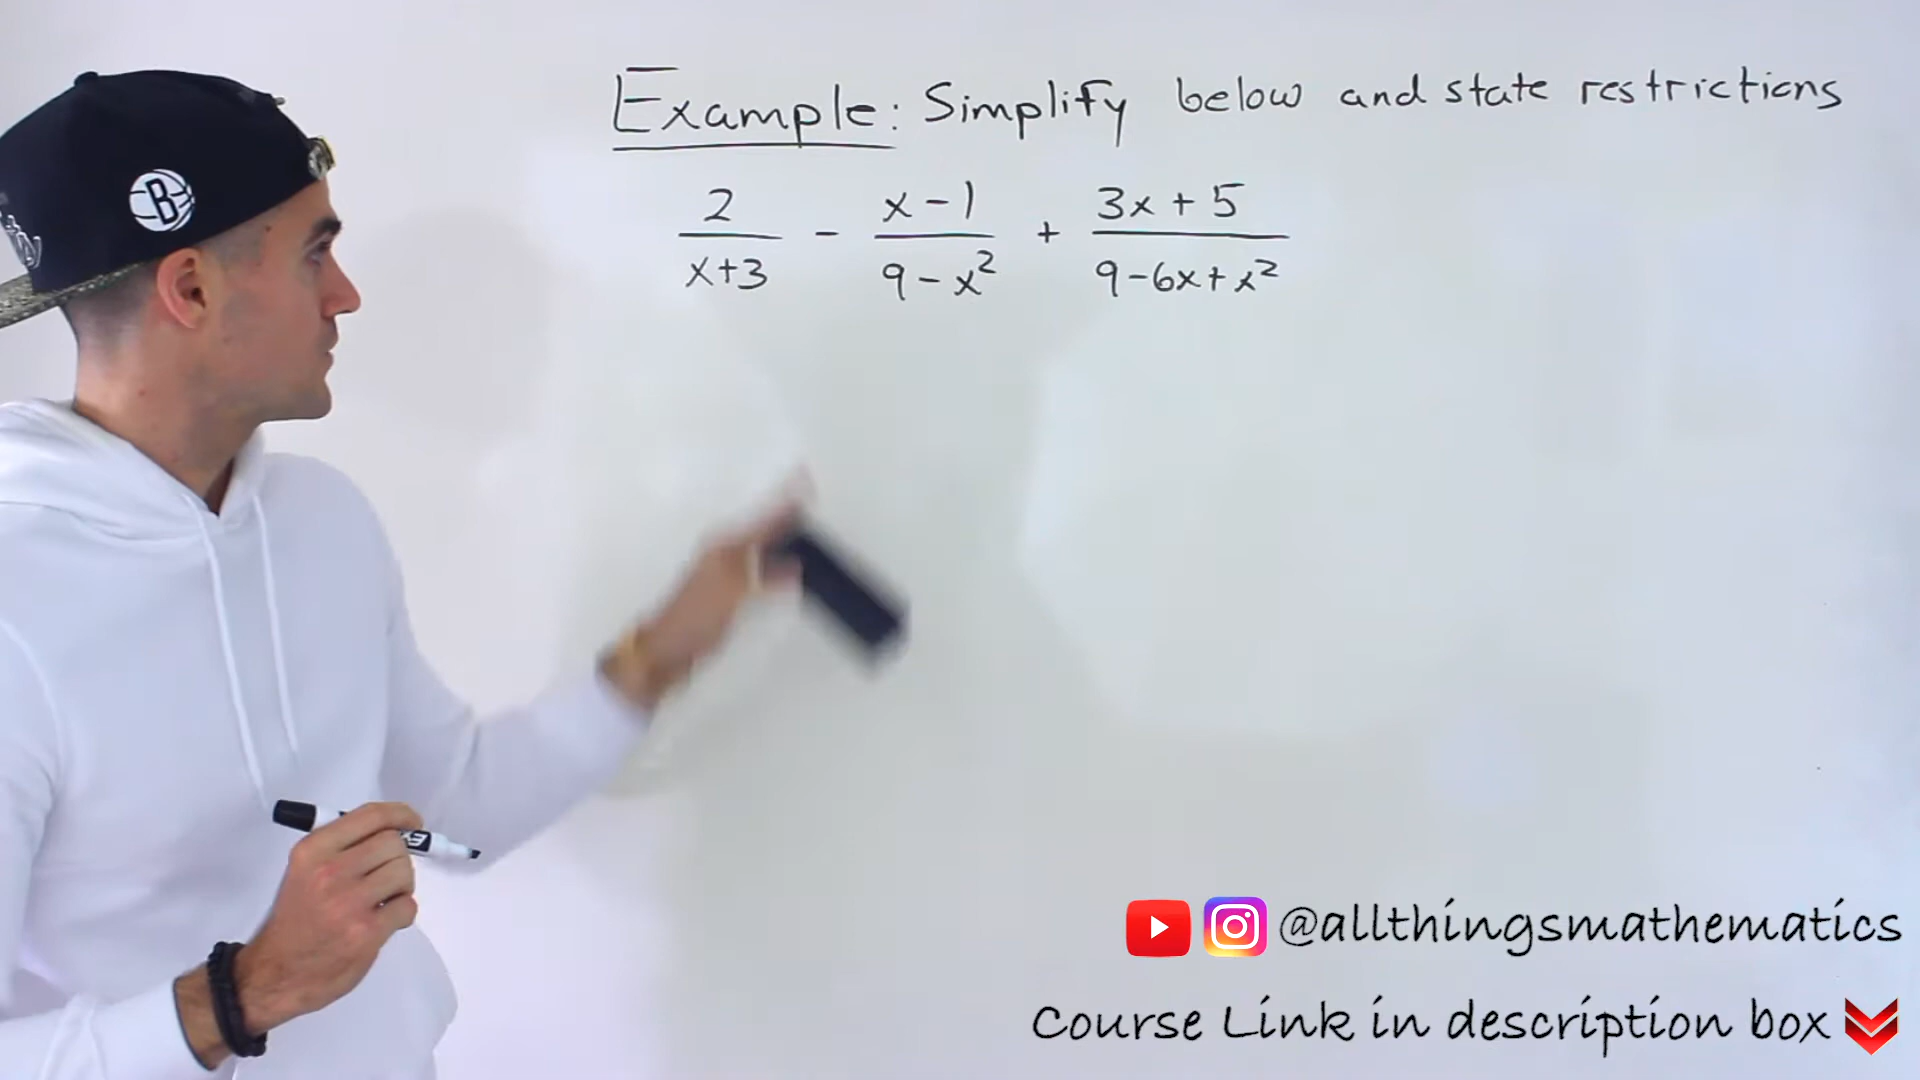 Example: Simplify below and state restrictions
2/(x+3) - (x-1)/(9-x²) + (3x+5)/(9-6x+x²)
B
@allthingsmathematics
Course Link in description box